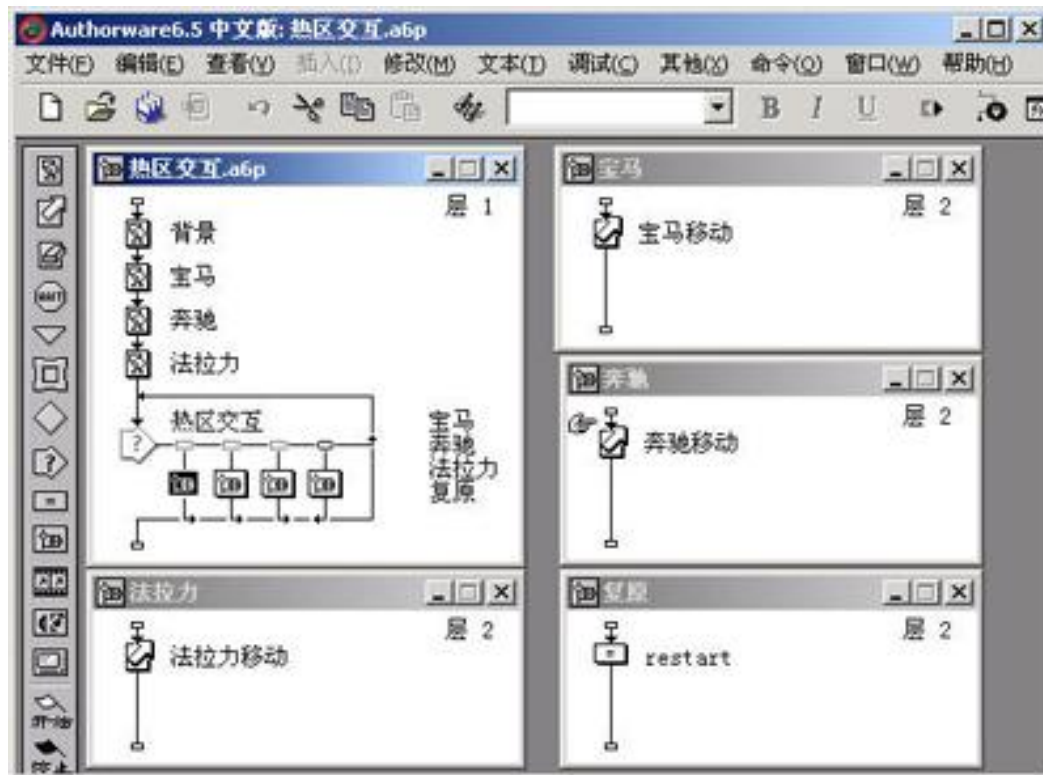 Authorware6.5 中文版: 热区交互.a6p
文件(F) 编辑(E) 查看(V) 插入(I) 修改(M) 文本(T) 调试(C) 其他(X) 命令(O) 窗口(W) 帮助(H)
B I U
热区交互.a6p
层 1
背景
宝马
奔驰
法拉力
热区交互
宝马
奔驰
法拉力
复原
宝马
层 2
宝马移动
奔驰
层 2
奔驰移动
法拉力
层 2
法拉力移动
复原
层 2
restart
WAIT
开始